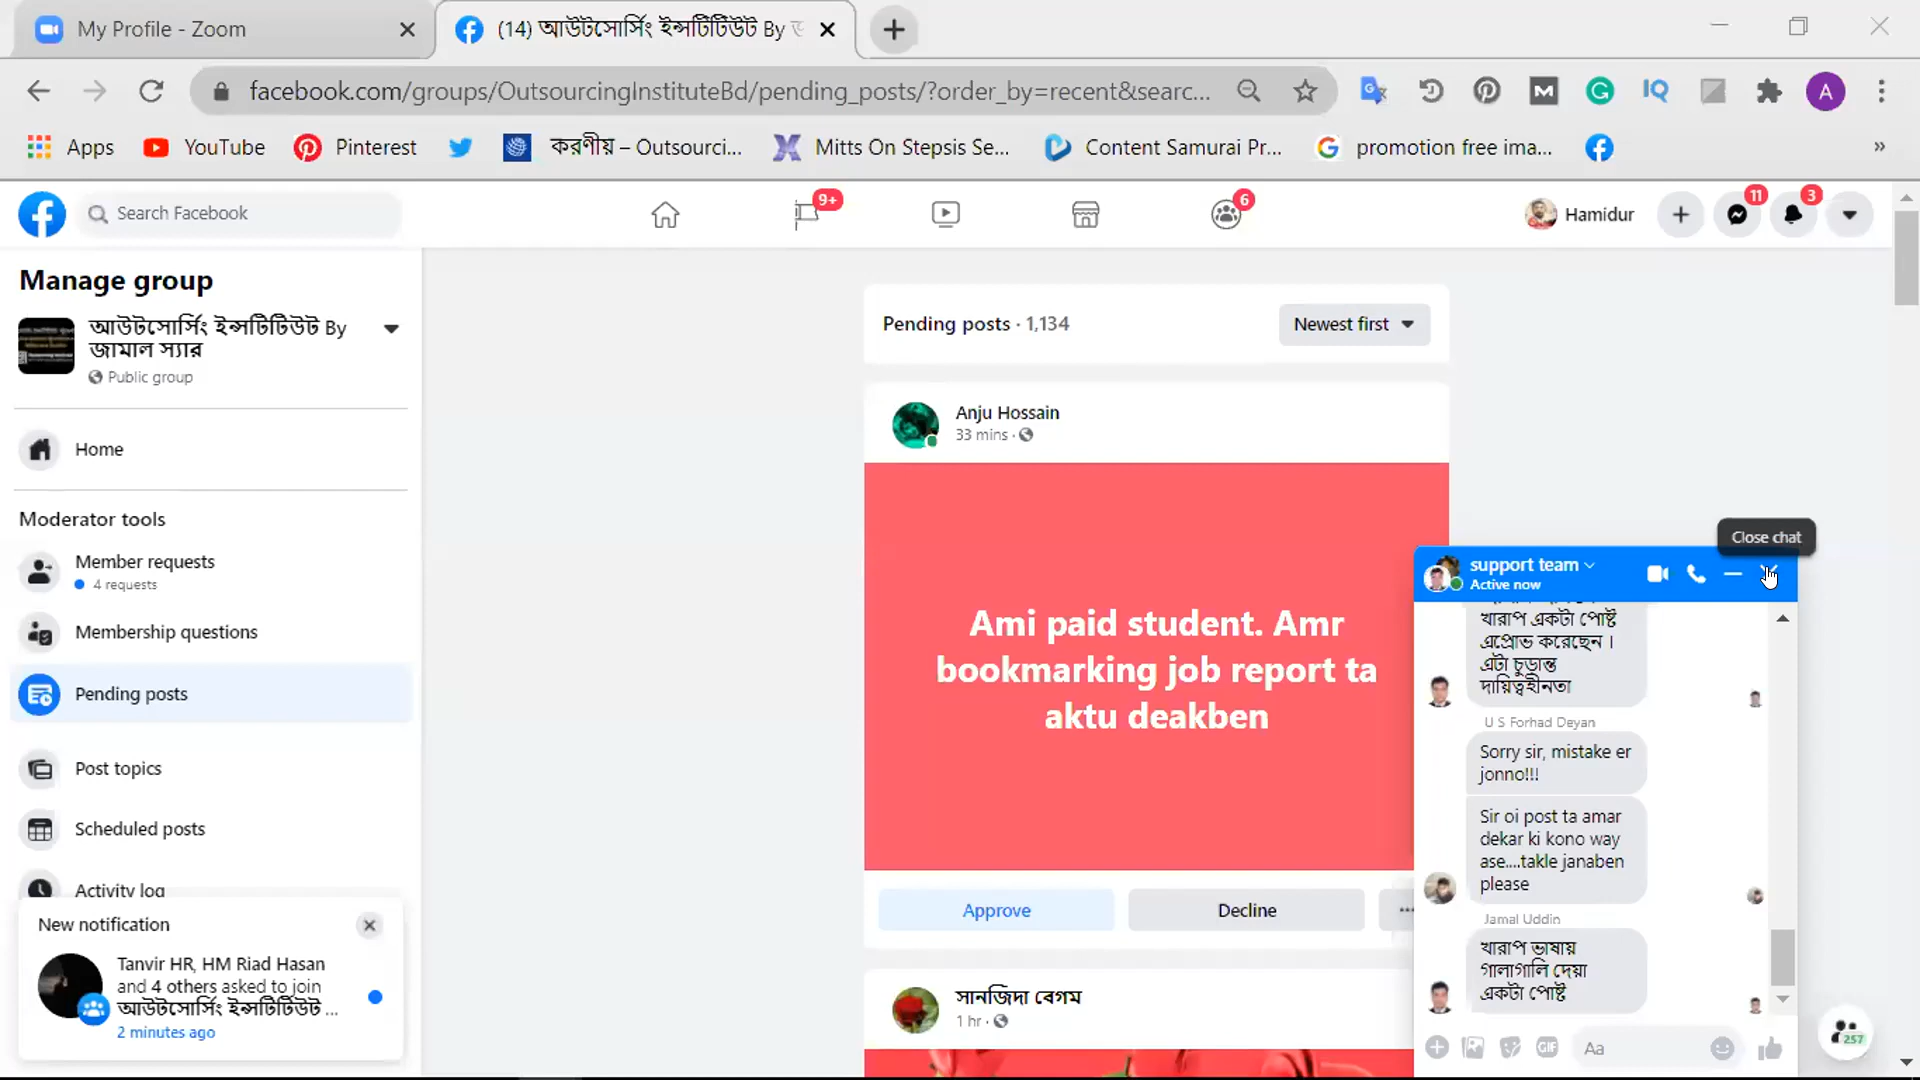 My Profile - Zoom
(14) আউটসোর্সিং ইন্সটিটিউট By
facebook.com/groups/OutsourcingInstituteBd/pending_posts/?order_by=recent&searc...
A
Apps
YouTube
Pinterest
করণীয় – Outsourci...
Mitts On Stepsis Se...
Content Samurai Pr...
promotion free ima...
»
Search Facebook
9+
6
Hamidur
11
3
Manage group
আউটসোর্সিং ইন্সটিটিউট By
জামাল স্যার
Public group
Home
Moderator tools
Member requests
4 requests
Membership questions
Pending posts
Post topics
Scheduled posts
Activity log
New notification
Tanvir HR, HM Riad Hasan
and 4 others asked to join
আউটসোর্সিং ইন্সটিটিউট ...
2 minutes ago
Pending posts · 1,134
Newest first
Anju Hossain
33 mins ·
Ami paid student. Amr
bookmarking job report ta
aktu deakben
Approve
Decline
সানজিদা বেগম
1 hr ·
Close chat
support team
Active now
খারাপ একটা পোষ্ট
এপ্রোভ করেছেন ।
এটা চুড়ান্ত
দায়িত্বহীনতা
U S Forhad Deyan
Sorry sir, mistake er
jonno!!!
Sir oi post ta amar
dekar ki kono way
ase....takle janaben
please
Jamal Uddin
খারাপ ভাষায়
গালাগালি দেয়া
একটা পোষ্ট
GIF
Aa
257